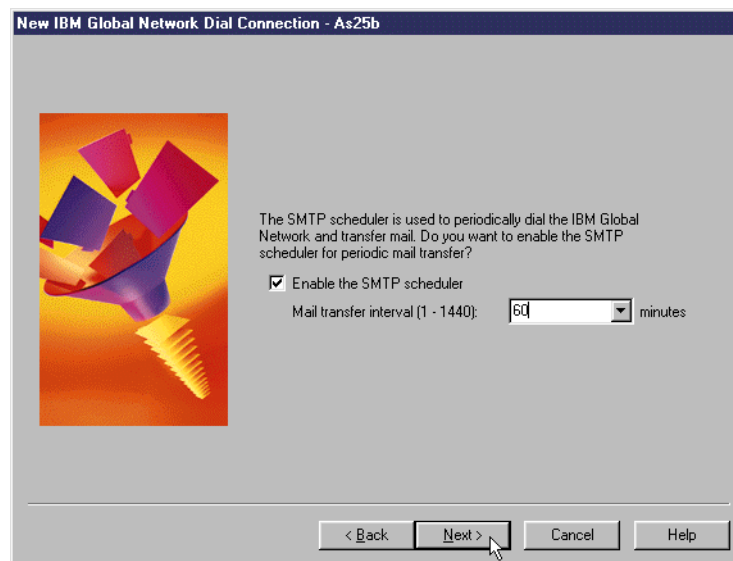 New IBM Global Network Dial Connection - As25b
The SMTP scheduler is used to periodically dial the IBM Global
Network and transfer mail. Do you want to enable the SMTP
scheduler for periodic mail transfer?
Enable the SMTP scheduler
Mail transfer interval (1 - 1440): 60 minutes
< Back Next > Cancel Help